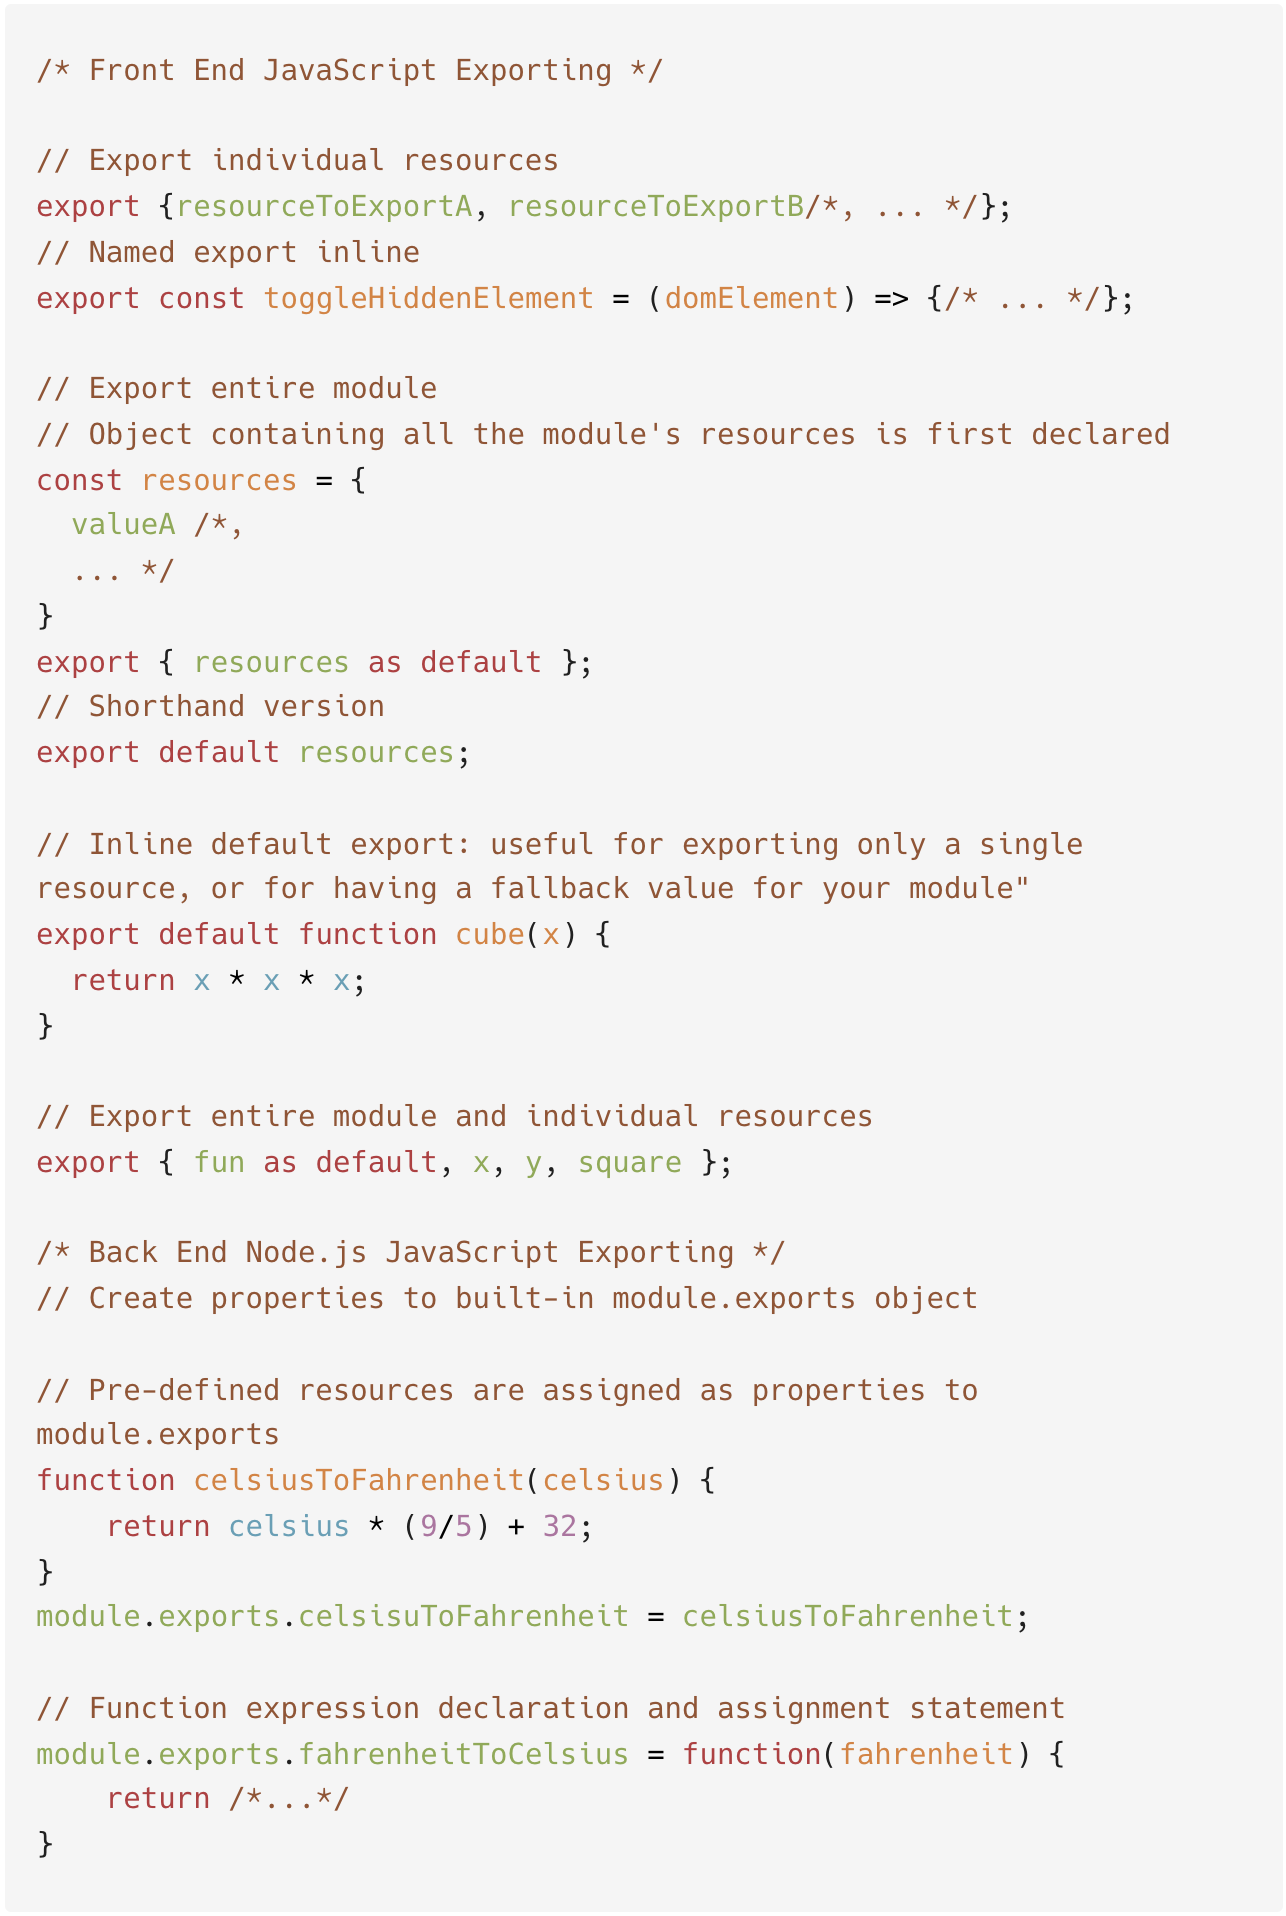 /* Front End JavaScript Exporting */
// Export individual resources
export {resourceToExportA, resourceToExportB/*, ... */};
// Named export inline
export const toggleHiddenElement = (domElement) => {/* ... */};
// Export entire module
// Object containing all the module's resources is first declared
const resources = {
  valueA /*,
  ... */
}
export { resources as default };
// Shorthand version
export default resources;
// Inline default export: useful for exporting only a single
resource, or for having a fallback value for your module"
export default function cube(x) {
  return x * x * x;
}
// Export entire module and individual resources
export { fun as default, x, y, square };
/* Back End Node.js JavaScript Exporting */
// Create properties to built-in module.exports object
// Pre-defined resources are assigned as properties to
module.exports
function celsiusToFahrenheit(celsius) {
    return celsius * (9/5) + 32;
}
module.exports.celsisuToFahrenheit = celsiusToFahrenheit;
// Function expression declaration and assignment statement
module.exports.fahrenheitToCelsius = function(fahrenheit) {
    return /*...*/
}